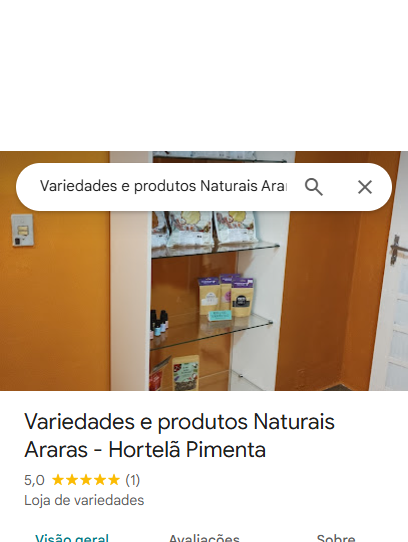 Variedades e produtos Naturais Arar
Variedades e produtos Naturais
Araras - Hortelã Pimenta
5,0 (1)
Loja de variedades
Visão geral Avaliações Sobre